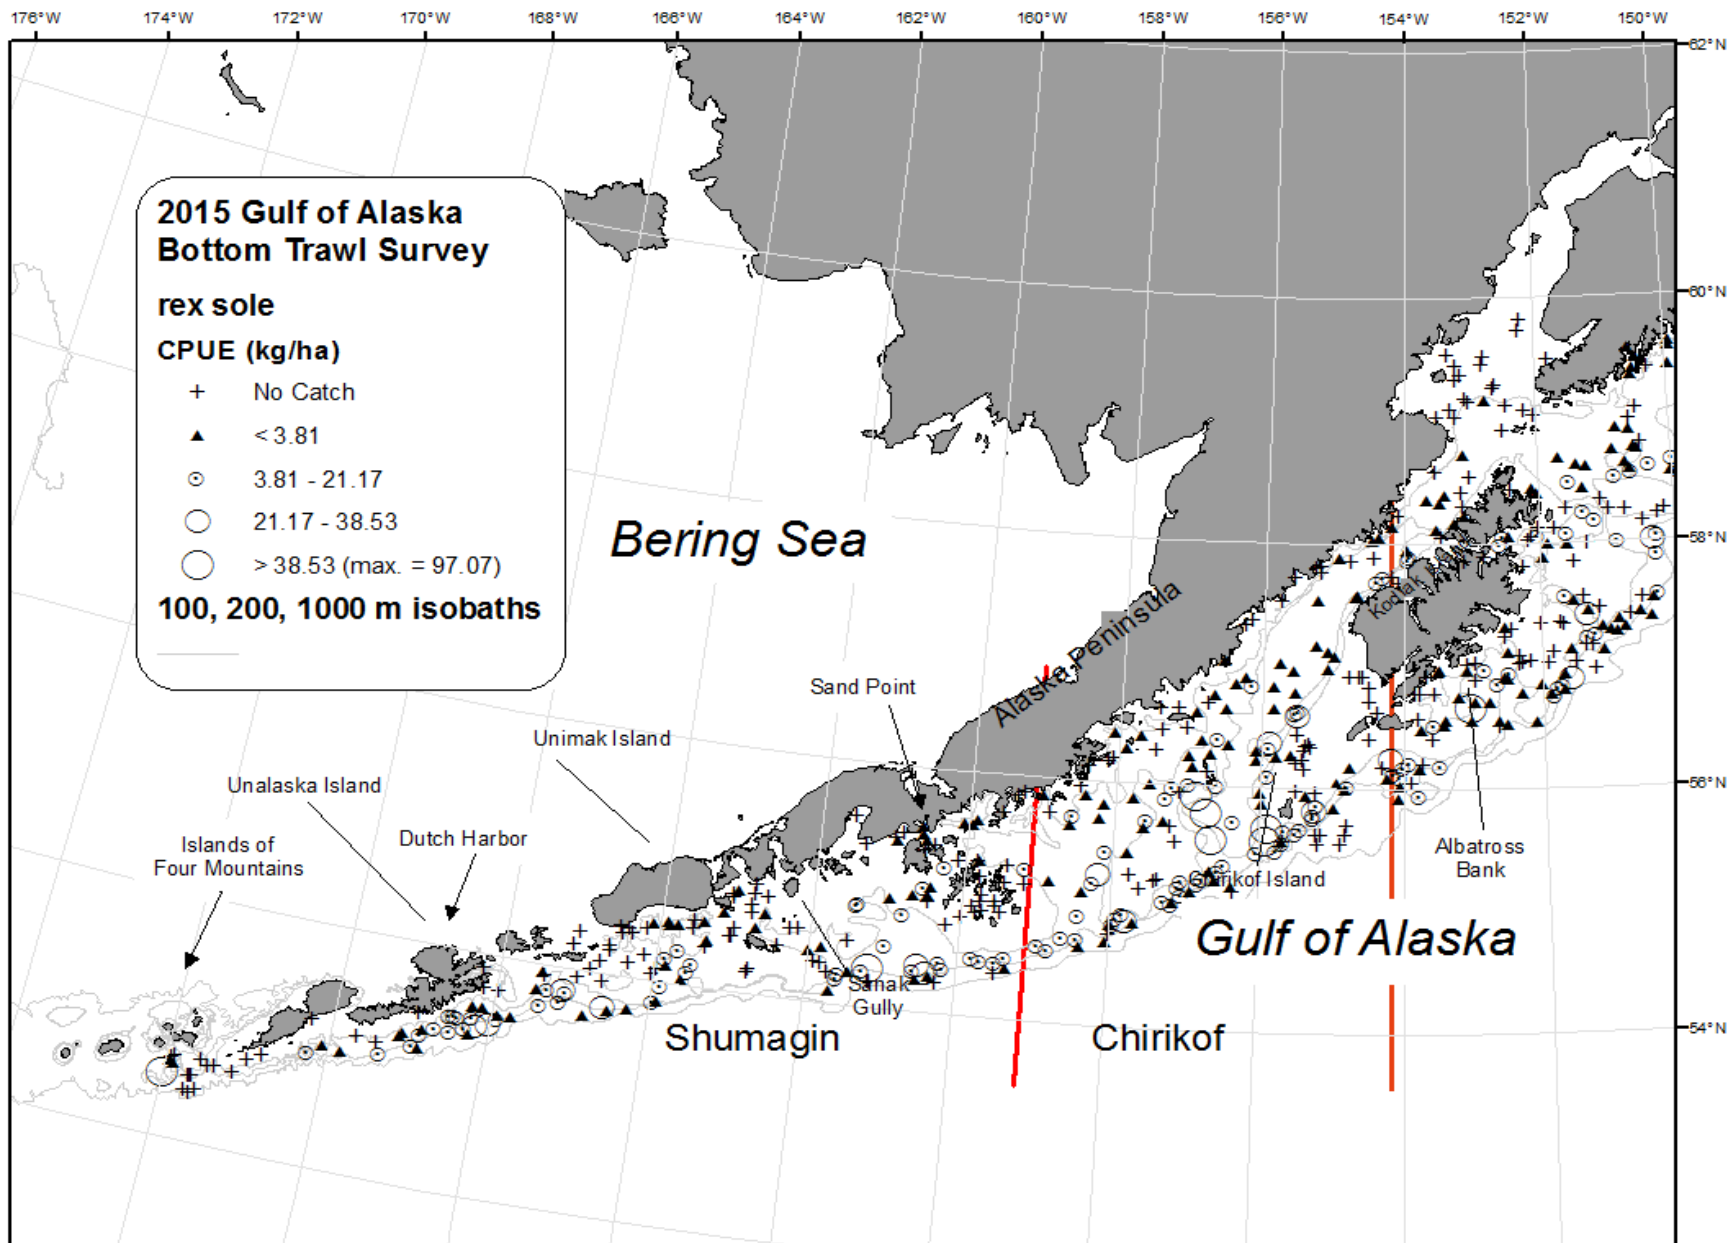 176°W 174°W 172°W 170°W 168°W 166°W 164°W 162°W 160°W 158°W 156°W 154°W 152°W 150°W
62°N
2015 Gulf of Alaska
Bottom Trawl Survey
rex sole
CPUE (kg/ha)
No Catch
< 3.81
3.81 - 21.17
21.17 - 38.53
> 38.53 (max. = 97.07)
100, 200, 1000 m isobaths
60°N
Bering Sea
58°N
Kodiak
Alaska Peninsula
Sand Point
Unimak Island
Unalaska Island
56°N
Dutch Harbor
Islands of
Four Mountains
Albatross
Bank
Chirikof Island
Gulf of Alaska
Sanak
Gully
Shumagin
Chirikof
54°N